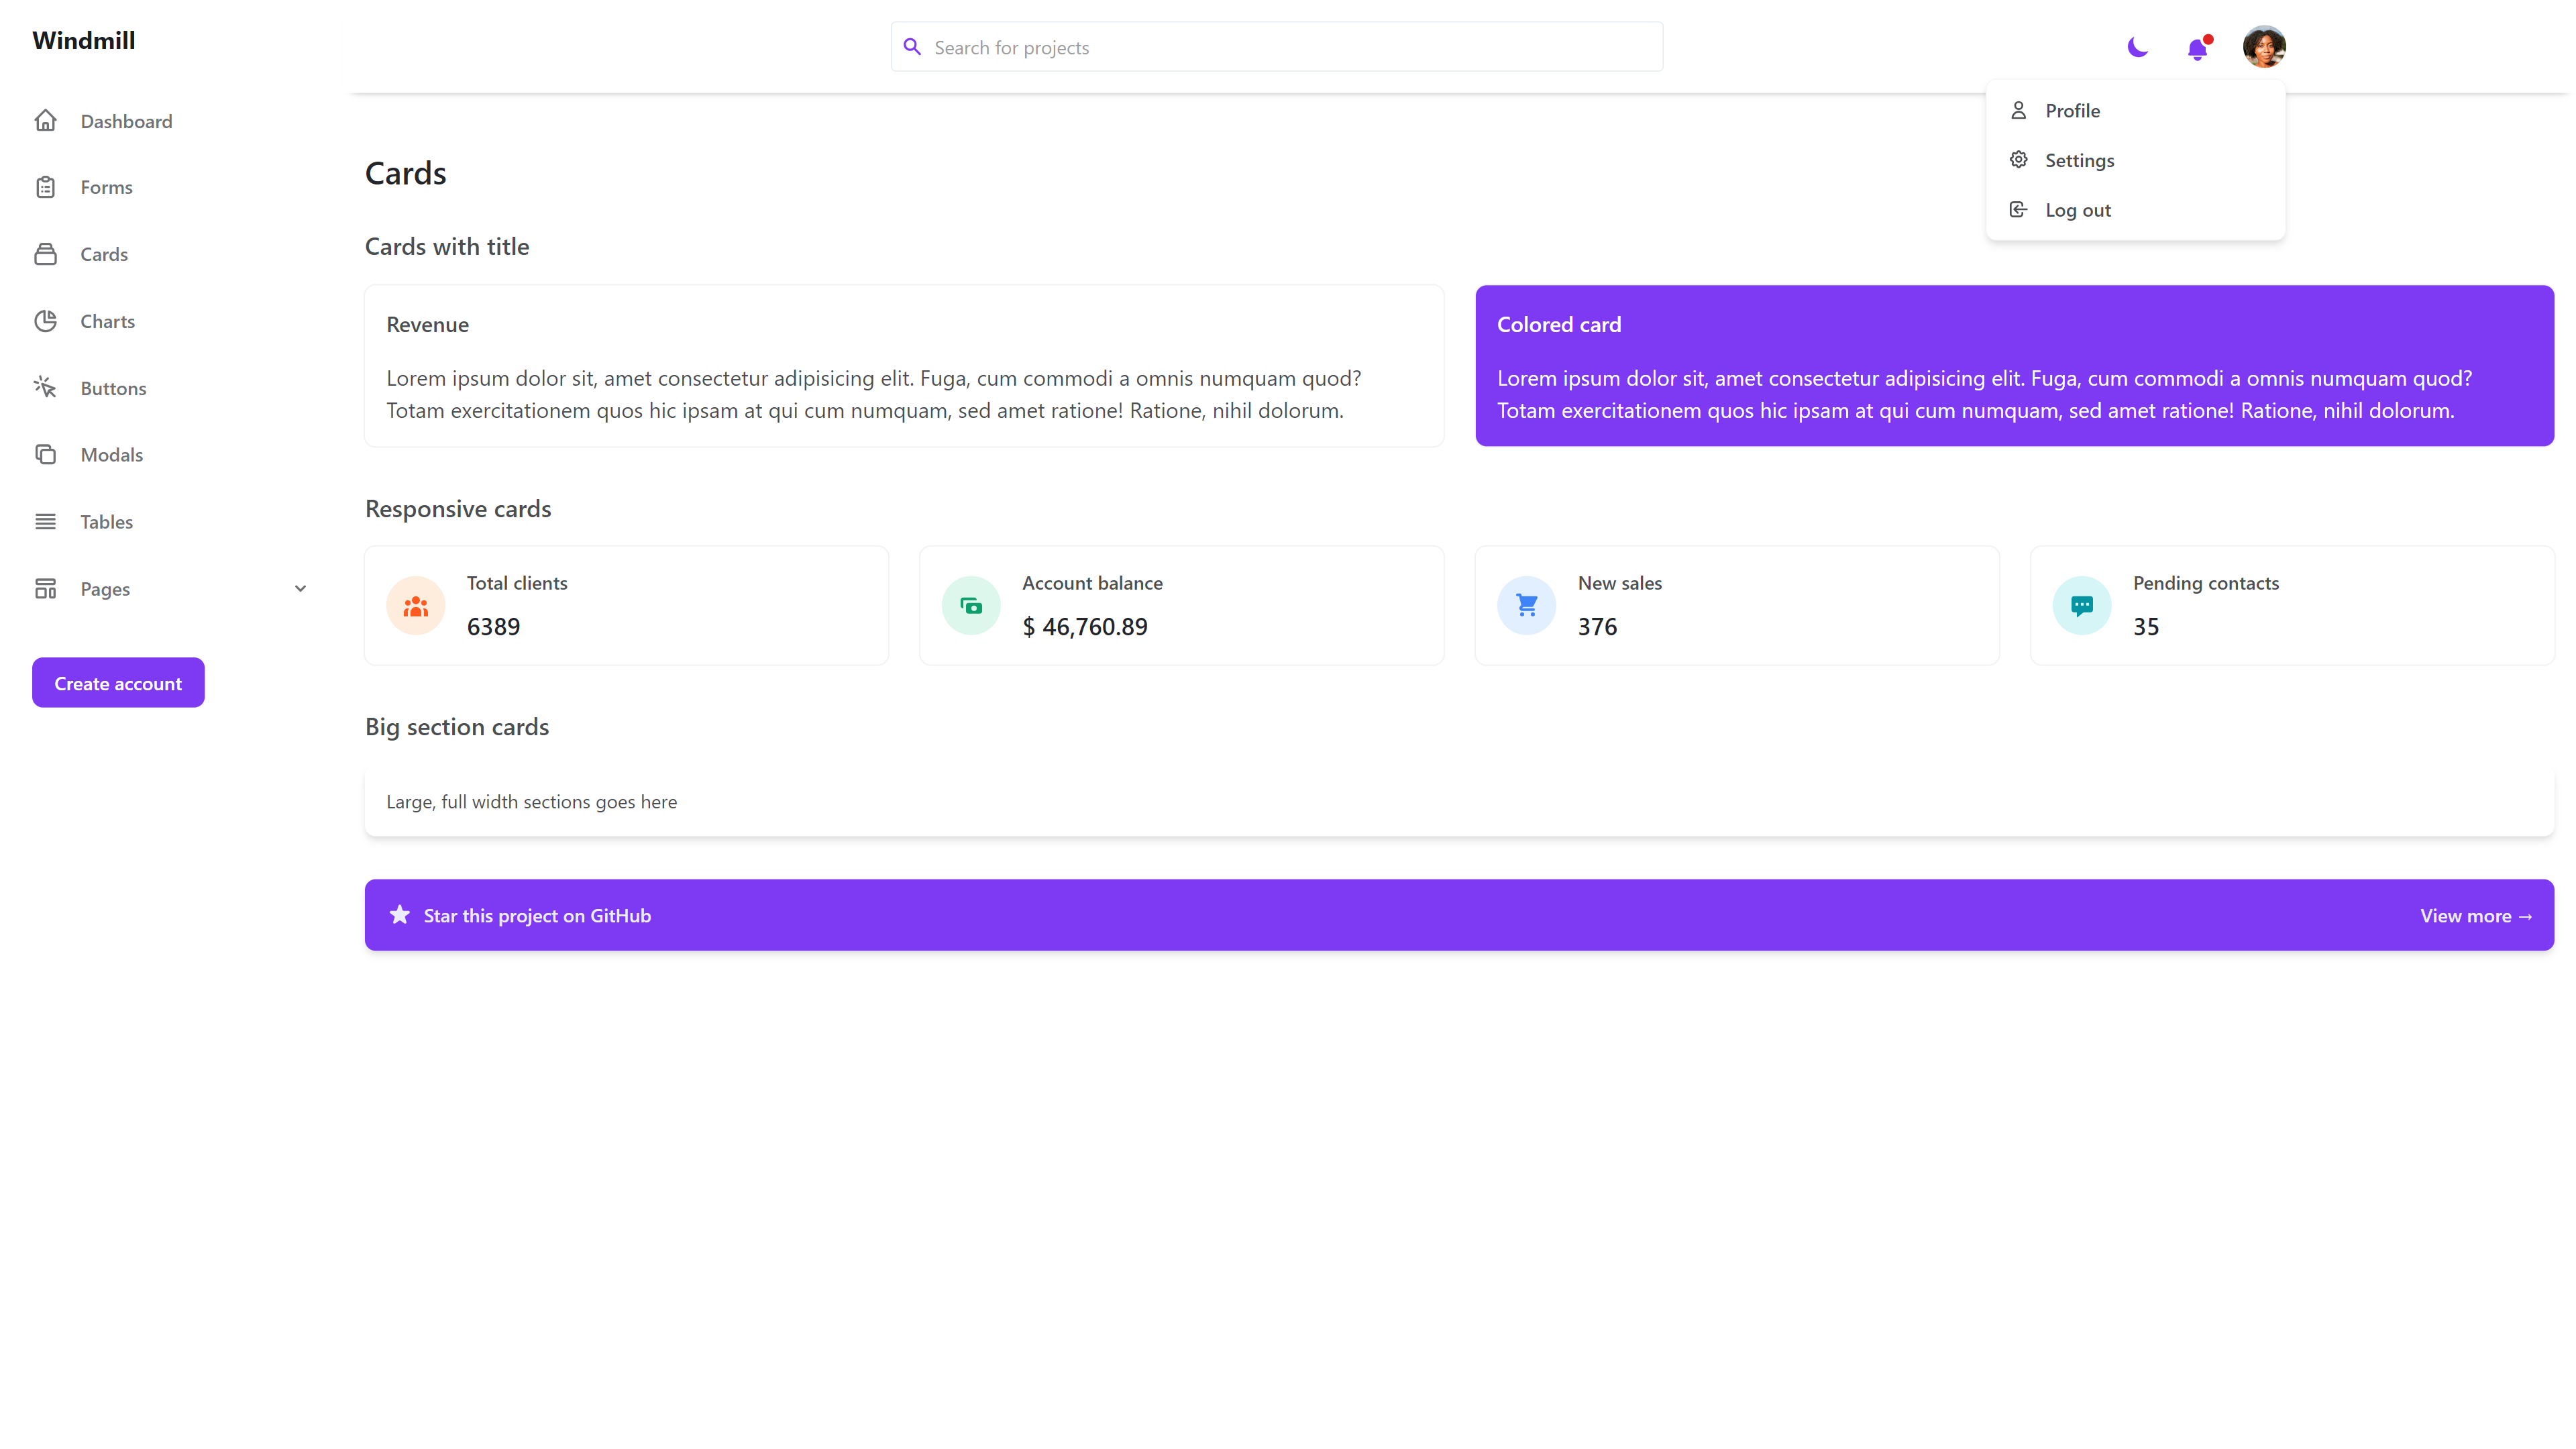 Windmill
Search for projects
Dashboard
Forms
Cards
Charts
Buttons
Modals
Tables
Pages
Create account
Profile
Settings
Log out
Cards
Cards with title
Revenue
Lorem ipsum dolor sit, amet consectetur adipisicing elit. Fuga, cum commodi a omnis numquam quod?
Totam exercitationem quos hic ipsam at qui cum numquam, sed amet ratione! Ratione, nihil dolorum.
Colored card
Lorem ipsum dolor sit, amet consectetur adipisicing elit. Fuga, cum commodi a omnis numquam quod?
Totam exercitationem quos hic ipsam at qui cum numquam, sed amet ratione! Ratione, nihil dolorum.
Responsive cards
Total clients
6389
Account balance
$ 46,760.89
New sales
376
Pending contacts
35
Big section cards
Large, full width sections goes here
Star this project on GitHub
View more →